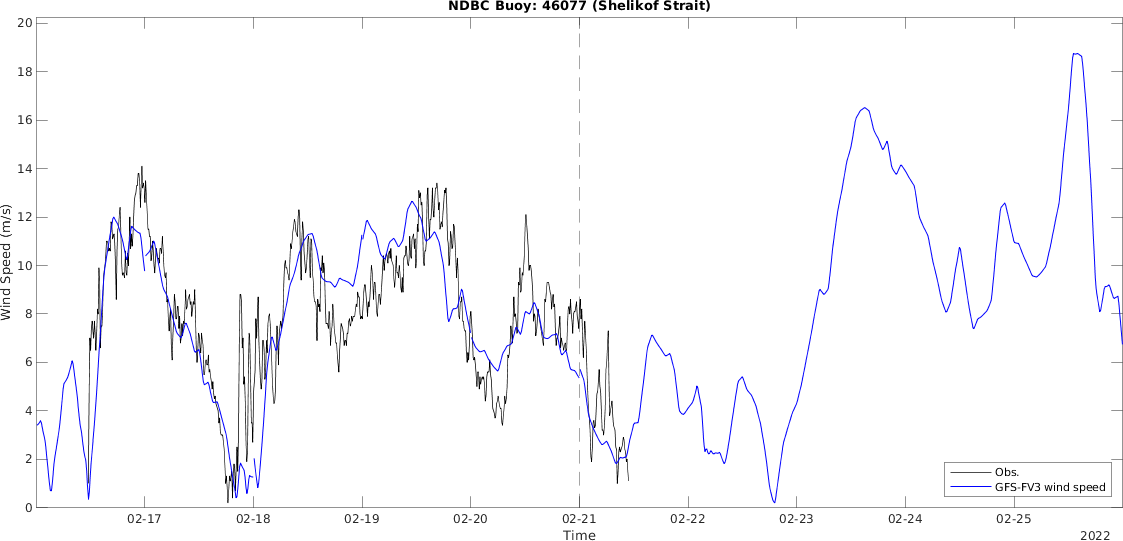 NDBC Buoy: 46077 (Shelikof Strait)
Wind Speed (m/s)
20
18
16
14
12
10
8
6
4
2
0
02-17 02-18 02-19 02-20 02-21 02-22 02-23 02-24 02-25
Time
2022
Obs.
GFS-FV3 wind speed